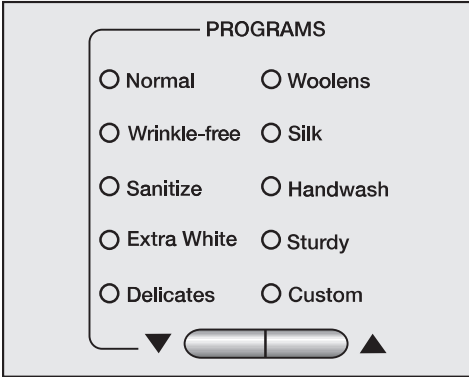 PROGRAMS
Normal
Woolens
Wrinkle-free
Silk
Sanitize
Handwash
Extra White
Sturdy
Delicates
Custom